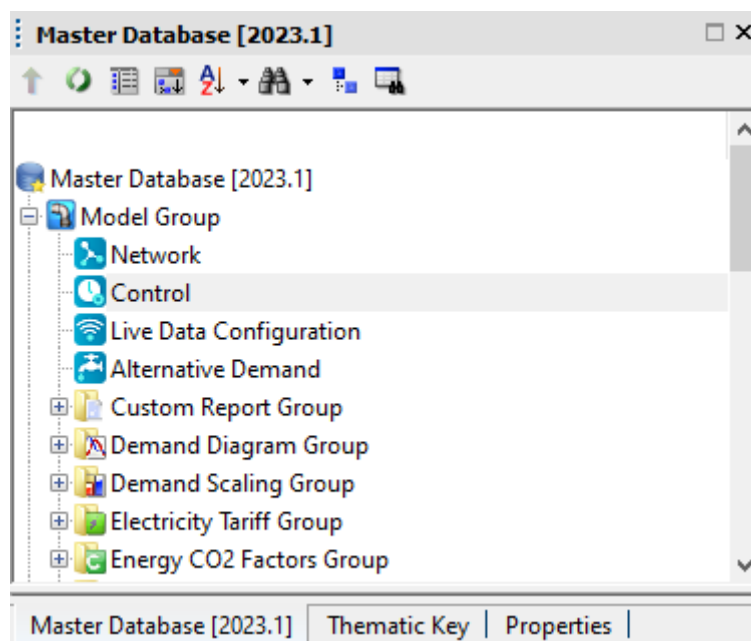 Master Database [2023.1]
Master Database [2023.1]
Model Group
Network
Control
Live Data Configuration
Alternative Demand
Custom Report Group
Demand Diagram Group
Demand Scaling Group
Electricity Tariff Group
Energy CO2 Factors Group
Master Database [2023.1] Thematic Key Properties